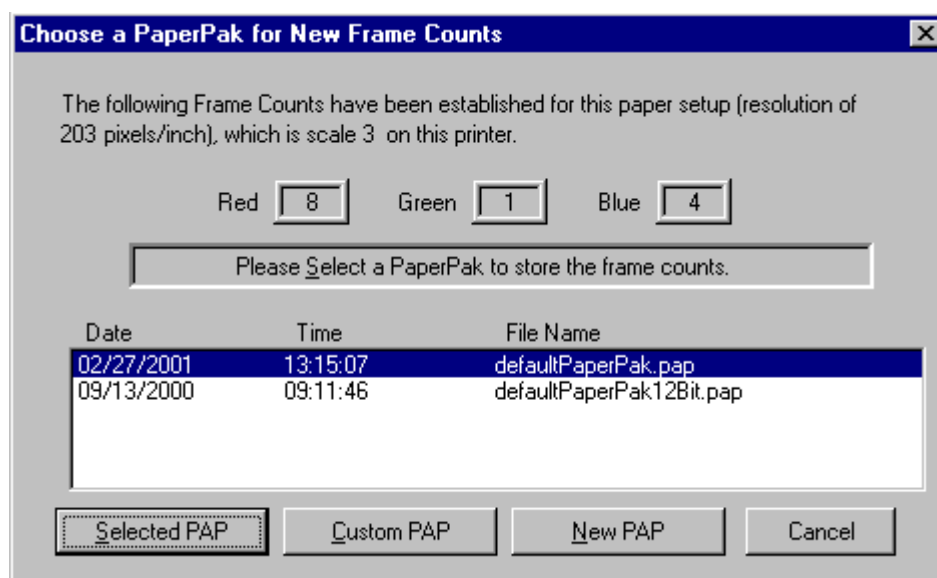 Choose a PaperPak for New Frame Counts
The following Frame Counts have been established for this paper setup (resolution of
203 pixels/inch), which is scale 3 on this printer.
Red 8 Green 1 Blue 4
Please Select a PaperPak to store the frame counts.
Date Time File Name
02/27/2001 13:15:07 defaultPaperPak.pap
09/13/2000 09:11:46 defaultPaperPak12Bit.pap
Selected PAP Custom PAP New PAP Cancel